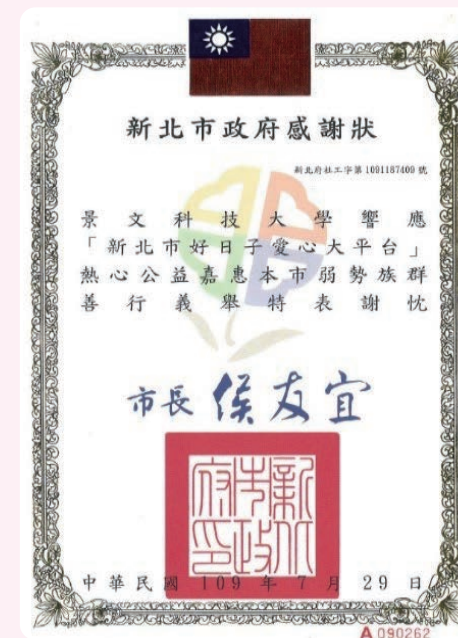 新北市政府感謝狀
新北府社工字第1091187409號
景文科技大學響應
「新北市好日子愛心大平台」
熱心公益嘉惠本市弱勢族群
善行義舉特表謝忱
市長 侯友宜
新北市政府印
中華民國109年7月29日
A 090262